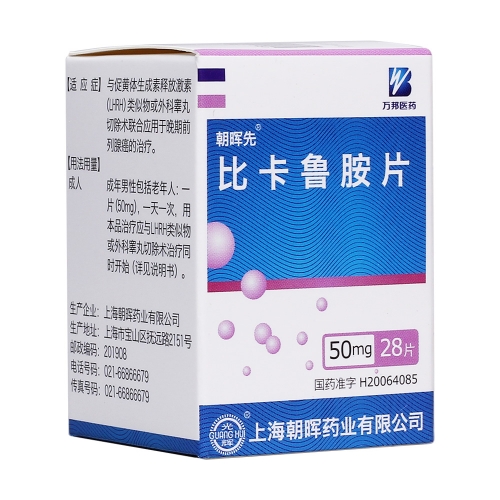 【适应症】 与促黄体生成素释放激素
(LHRH)类似物或外科睾丸
切除术联合应用于晚期前
列腺癌的治疗。
【用法用量】
成人 成年男性包括老年人：一
片(50mg)，一天一次，用
本品治疗应与LHRH类似物
或外科睾丸切除术治疗同
时开始（详见说明书）。
生产企业：上海朝晖药业有限公司
生产地址：上海市宝山区抚远路2151号
邮政编码：201908
电话号码：021-66866679
传真号码：021-66866679
万邦医药
朝晖先®
比卡鲁胺片
50mg 28片
国药准字 H20064085
光
GUANG HUI
上海朝晖药业有限公司